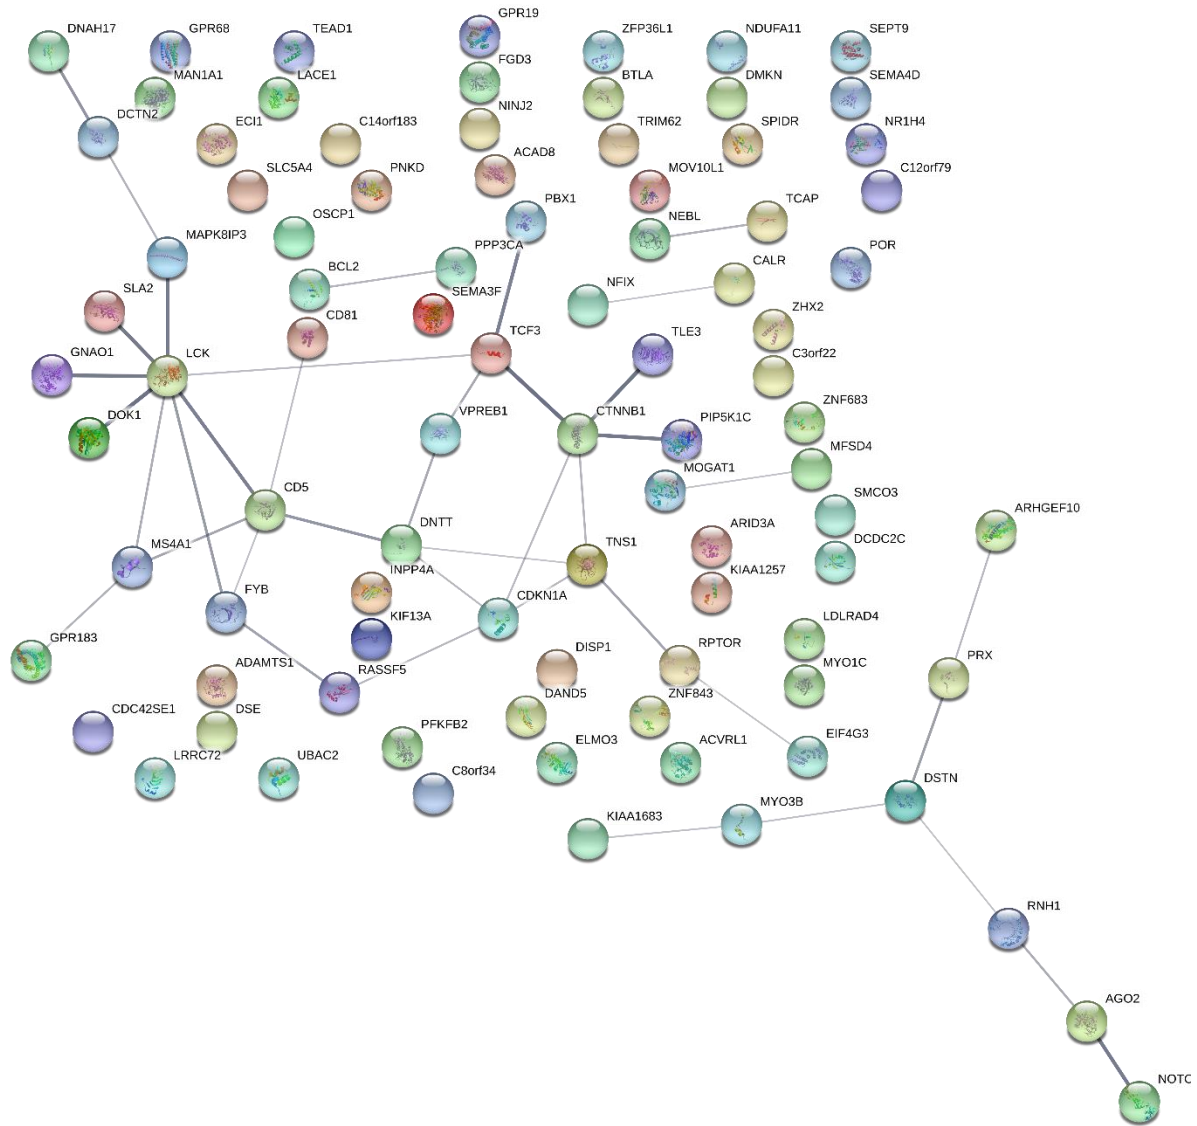 DNAH17
GPR68
TEAD1
GPR19
ZFP36L1
NDUFA11
SEPT9
FGD3
MAN1A1
LACE1
BTLA
DMKN
SEMA4D
NINJ2
DCTN2
ECI1
C14orf183
TRIM62
SPIDR
NR1H4
ACAD8
SLC5A4
PNKD
MOV10L1
C12orf79
PBX1
TCAP
OSCP1
NEBL
MAPK8IP3
PPP3CA
POR
BCL2
CALR
SLA2
SEMA3F
NFIX
CD81
ZHX2
TCF3
TLE3
GNAO1
LCK
C3orf22
DOK1
VPREB1
CTNNB1
PIP5K1C
ZNF683
MFSD4
MOGAT1
CD5
SMCO3
ARHGEF10
DNTT
ARID3A
MS4A1
TNS1
DCDC2C
INPP4A
KIAA1257
FYB
CDKN1A
KIF13A
LDLRAD4
GPR183
DISP1
RPTOR
ADAMTS1
RASSF5
MYO1C
PRX
DAND5
ZNF843
CDC42SE1
DSE
PFKFB2
LRRC72
UBAC2
ELMO3
ACVRL1
EIF4G3
C8orf34
DSTN
KIAA1683
MYO3B
RNH1
AGO2
NOTC